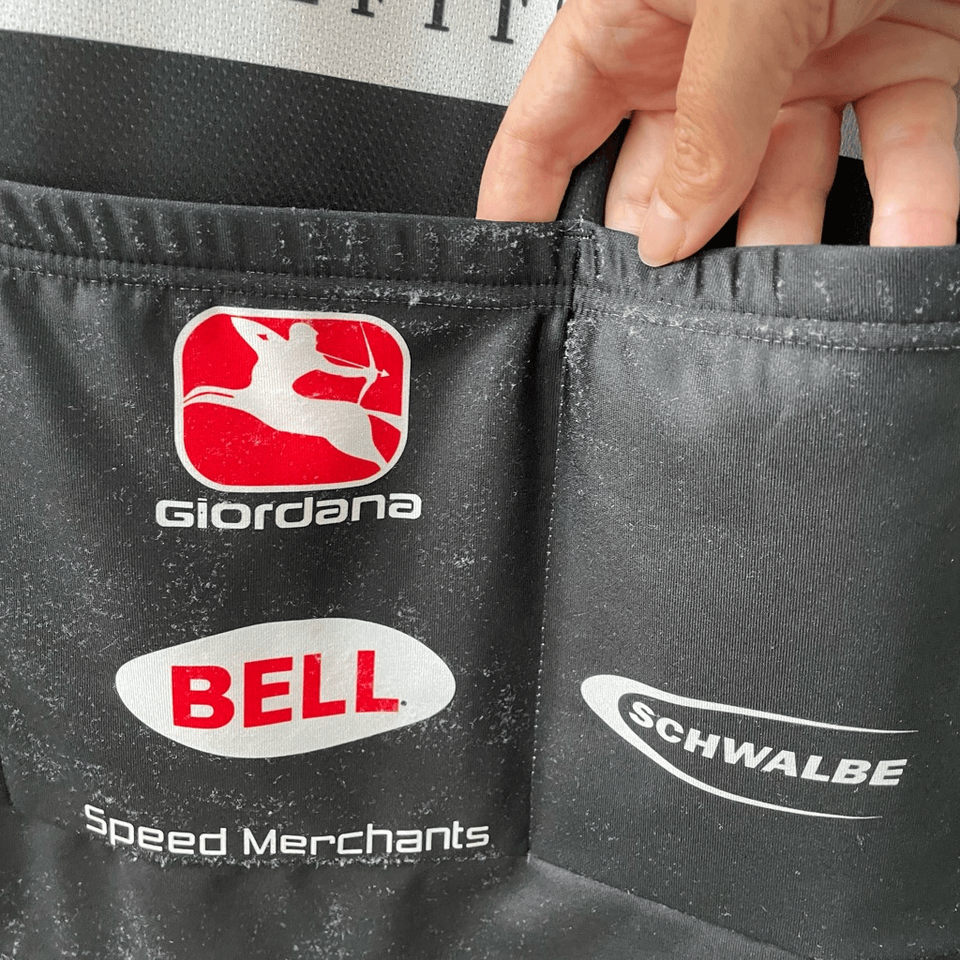 Giordana
BELL
SCHWALBE
Speed Merchants